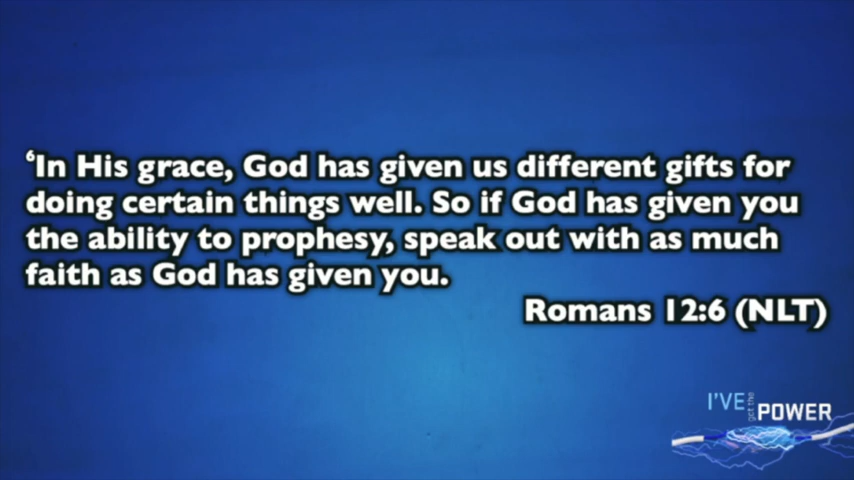 ⁶In His grace, God has given us different gifts for
doing certain things well. So if God has given you
the ability to prophesy, speak out with as much
faith as God has given you.
Romans 12:6 (NLT)
I'VE got the POWER